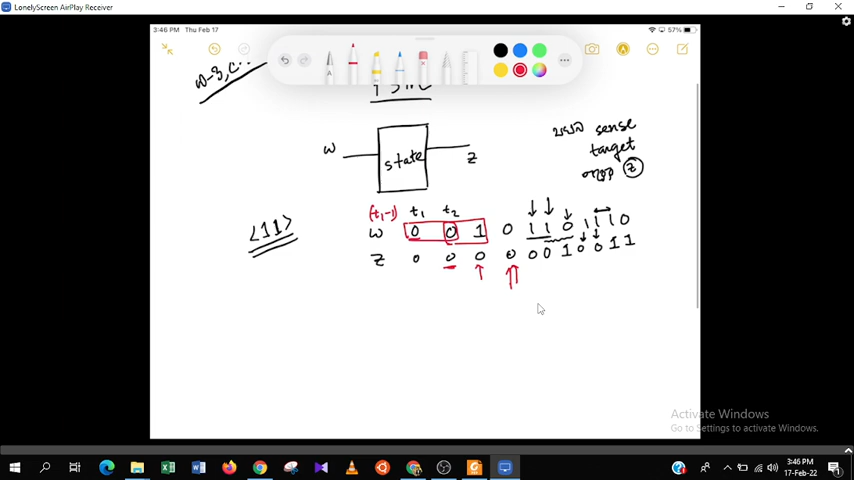 LonelyScreen AirPlay Receiver
3:46 PM Thu Feb 17
57%
FSM
w
state
z
sense
target
z
<11>
(t₁-1) t₁ t₂
w 0 0 1 0 1 1 0 1 1 1 0
z 0 0 0 0 0 0 1 0 0 1 1
Activate Windows
Go to Settings to activate Windows.
3:46 PM
17-Feb-22